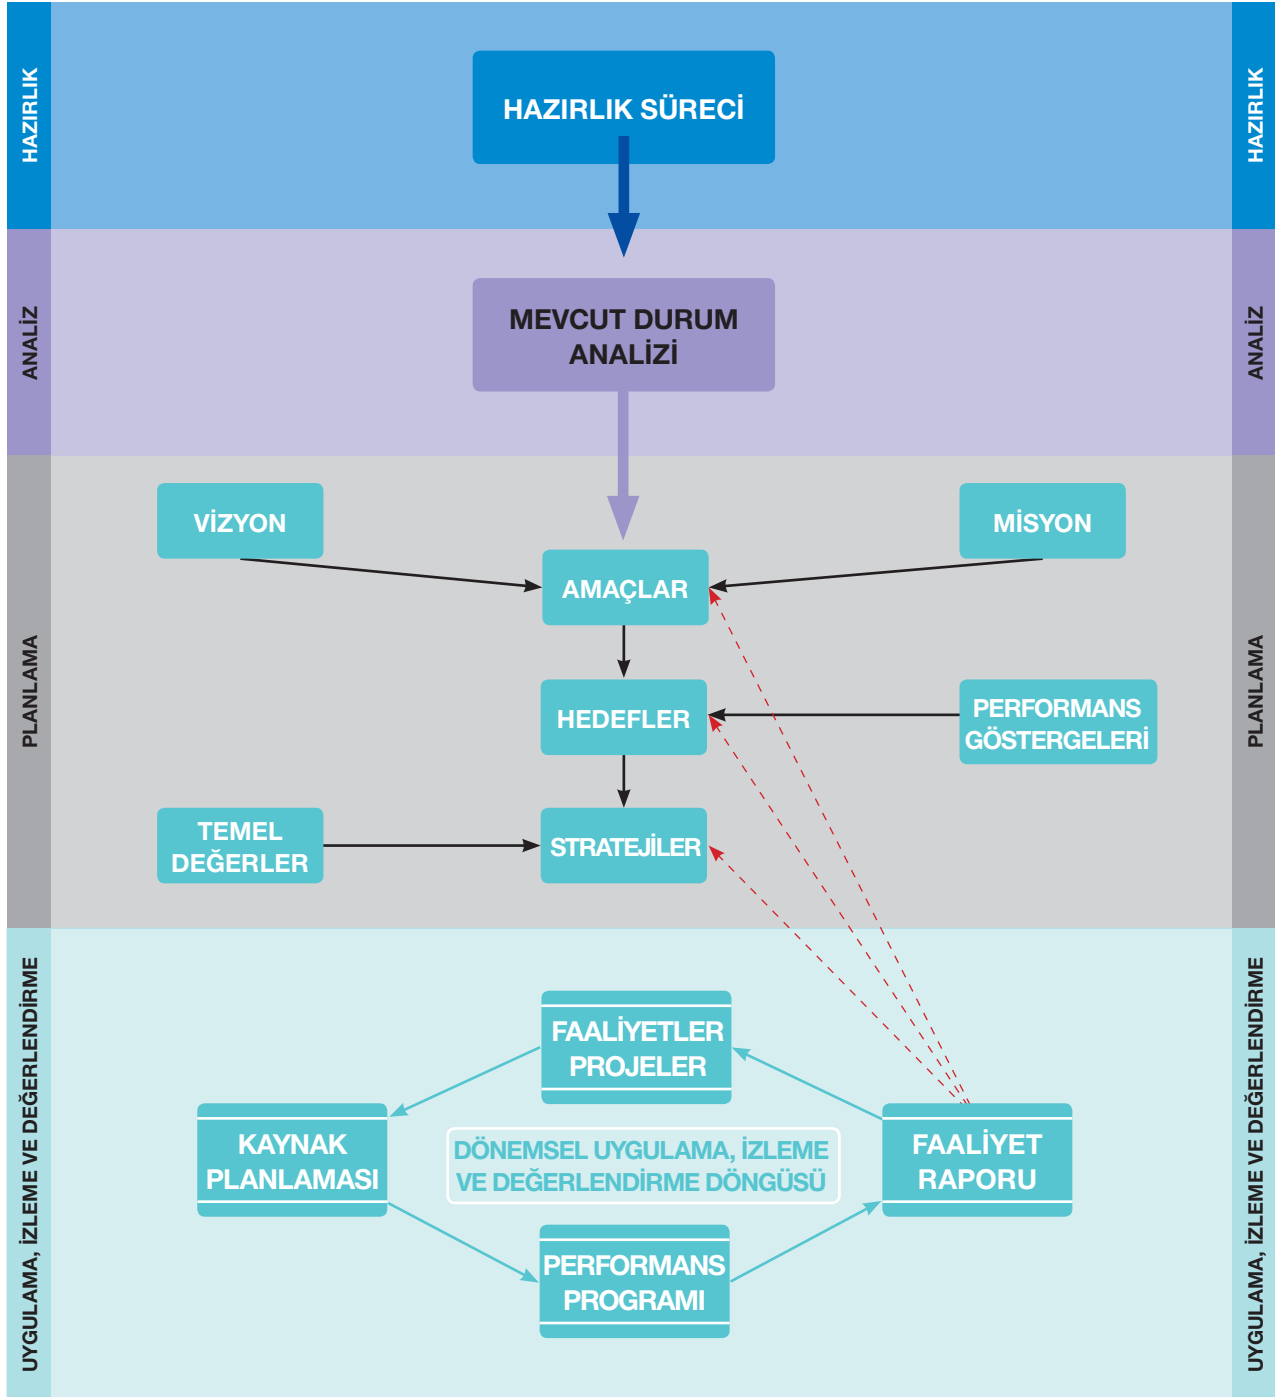 HAZIRLIK
HAZIRLIK
HAZIRLIK SÜRECİ
ANALİZ
ANALİZ
MEVCUT DURUM
ANALİZİ
PLANLAMA
PLANLAMA
VİZYON
MİSYON
AMAÇLAR
HEDEFLER
PERFORMANS
GÖSTERGELERİ
TEMEL
DEĞERLER
STRATEJİLER
UYGULAMA, İZLEME VE DEĞERLENDİRME
UYGULAMA, İZLEME VE DEĞERLENDİRME
FAALİYETLER
PROJELER
KAYNAK
PLANLAMASI
DÖNEMSEL UYGULAMA, İZLEME
VE DEĞERLENDİRME DÖNGÜSÜ
FAALİYET
RAPORU
PERFORMANS
PROGRAMI